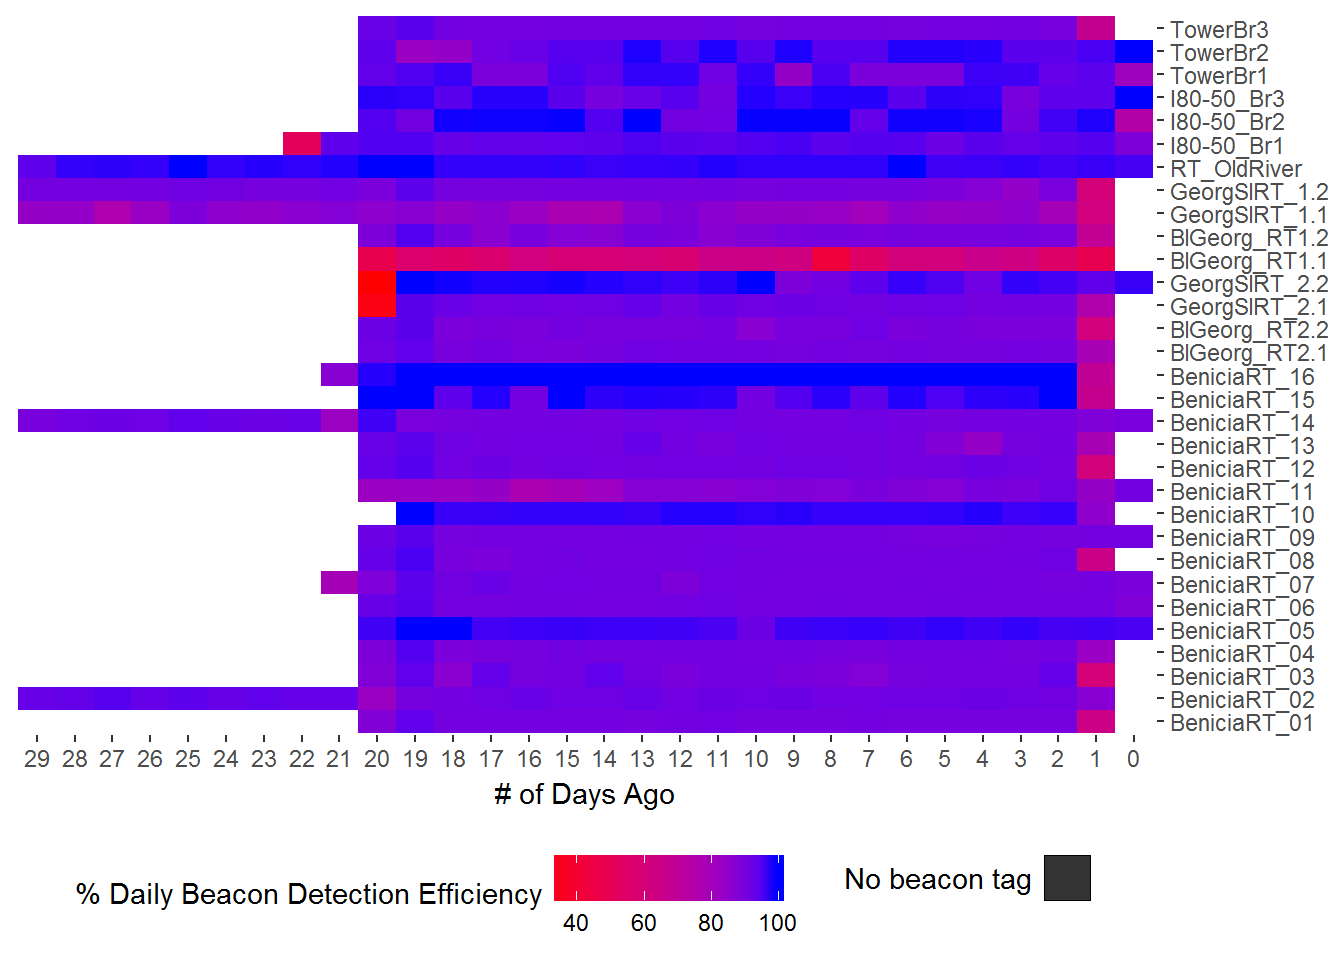 TowerBr3
TowerBr2
TowerBr1
I80-50_Br3
I80-50_Br2
I80-50_Br1
RT_OldRiver
GeorgSlRT_1.2
GeorgSlRT_1.1
BlGeorg_RT1.2
BlGeorg_RT1.1
GeorgSlRT_2.2
GeorgSlRT_2.1
BlGeorg_RT2.2
BlGeorg_RT2.1
BeniciaRT_16
BeniciaRT_15
BeniciaRT_14
BeniciaRT_13
BeniciaRT_12
BeniciaRT_11
BeniciaRT_10
BeniciaRT_09
BeniciaRT_08
BeniciaRT_07
BeniciaRT_06
BeniciaRT_05
BeniciaRT_04
BeniciaRT_03
BeniciaRT_02
BeniciaRT_01
29 28 27 26 25 24 23 22 21 20 19 18 17 16 15 14 13 12 11 10 9 8 7 6 5 4 3 2 1 0
# of Days Ago
% Daily Beacon Detection Efficiency
40 60 80 100
No beacon tag